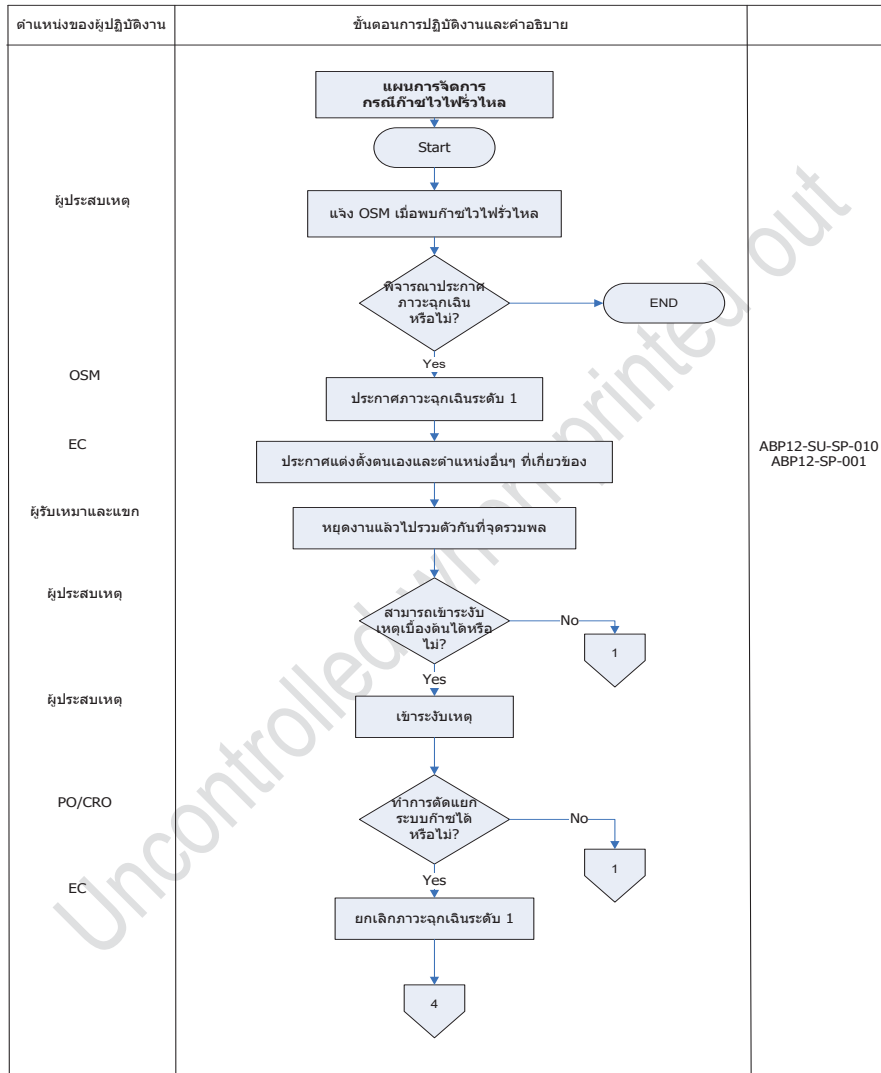 ตำแหน่งของผู้ปฏิบัติงาน
ขั้นตอนการปฏิบัติงานและคำอธิบาย
แผนการจัดการ
กรณีก๊าซไวไฟรั่วไหล
Start
ผู้ประสบเหตุ
แจ้ง OSM เมื่อพบก๊าซไวไฟรั่วไหล
พิจารณาประกาศ
ภาวะฉุกเฉิน
หรือไม่?
END
Yes
OSM
ประกาศภาวะฉุกเฉินระดับ 1
EC
ประกาศแต่งตั้งตนเองและตำแหน่งอื่นๆ ที่เกี่ยวข้อง
ABP12-SU-SP-010
ABP12-SP-001
ผู้รับเหมาและแขก
หยุดงานแล้วไปรวมตัวกันที่จุดรวมพล
ผู้ประสบเหตุ
สามารถเข้าระงับ
เหตุเบื้องต้นได้หรือ
ไม่?
No
1
Yes
ผู้ประสบเหตุ
เข้าระงับเหตุ
PO/CRO
ทำการตัดแยก
ระบบก๊าซได้
หรือไม่?
No
1
Yes
EC
ยกเลิกภาวะฉุกเฉินระดับ 1
4
Uncontrolled when printed out